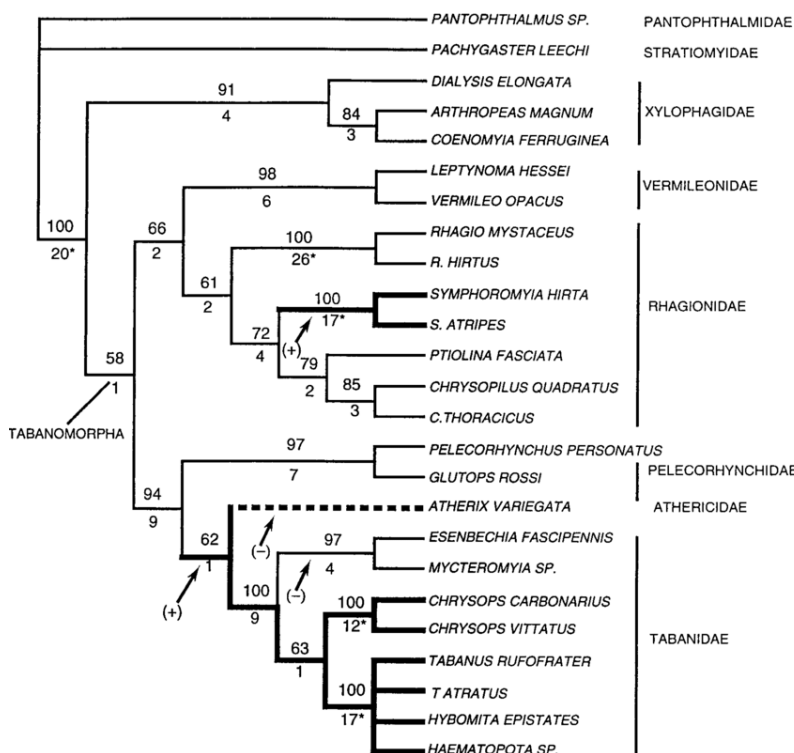 PANTOPHTHALMUS SP. PANTOPHTHALMIDAE
PACHYGASTER LEECHI STRATIOMYIDAE
91 DIALYSIS ELONGATA
4 84 ARTHROPEAS MAGNUM XYLOPHAGIDAE
3 COENOMYIA FERRUGINEA
98 LEPTYNOMA HESSEI
6 VERMILEO OPACUS VERMILEONIDAE
100 66 100 RHAGIO MYSTACEUS
20* 2 26* R. HIRTUS
61 100 SYMPHOROMYIA HIRTA RHAGIONIDAE
2 17* S. ATRIPES
72 (+)
4 79 PTIOLINA FASCIATA
58 2 85 CHRYSOPILUS QUADRATUS
1 3 C.THORACICUS
TABANOMORPHA
97 PELECORHYNCHUS PERSONATUS
7 GLUTOPS ROSSI PELECORHYNCHIDAE
94
9 ATHERIX VARIEGATA ATHERICIDAE
62 (–) 97 ESENBECHIA FASCIPENNIS
1 4 MYCTEROMYIA SP.
(+) 100 (–)
9 100 CHRYSOPS CARBONARIUS
12* CHRYSOPS VITTATUS TABANIDAE
63
1 TABANUS RUFOFRATER
100 T ATRATUS
17* HYBOMITA EPISTATES
HAEMATOPOTA SP.